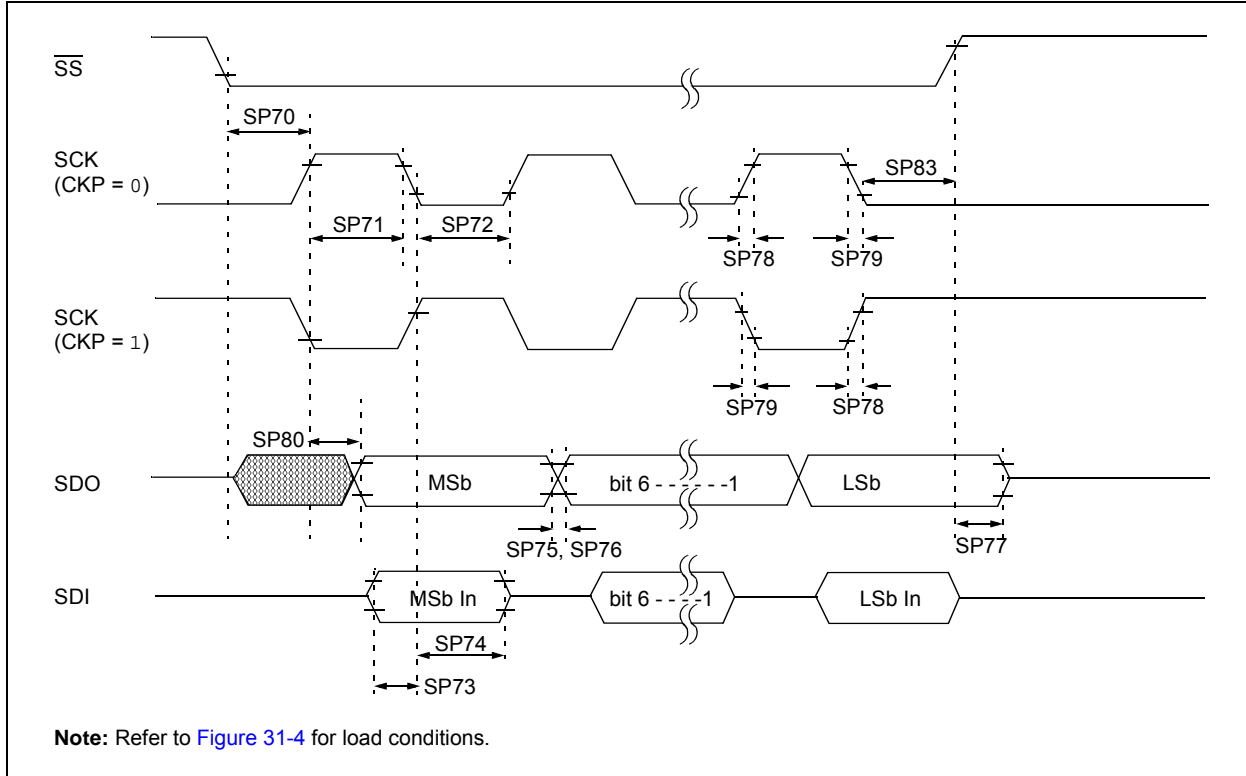 SS
SP70
SCK
(CKP = 0)
SP83
SP71
SP72
SP78
SP79
SCK
(CKP = 1)
SP79
SP78
SP80
SDO
MSb
bit 6 - - - - - -1
LSb
SP75, SP76
SP77
SDI
MSb In
bit 6 - - - -1
LSb In
SP74
SP73
Note: Refer to Figure 31-4 for load conditions.